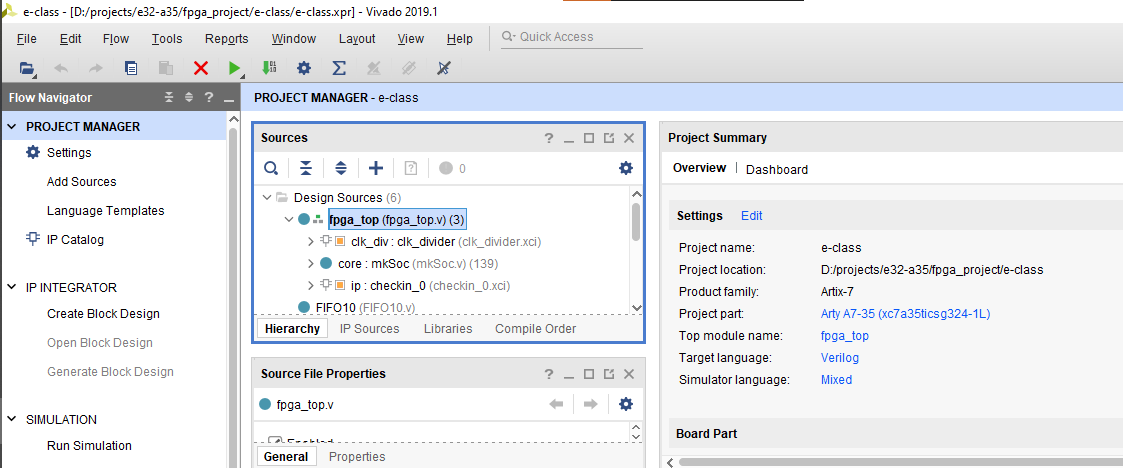 e-class - [D:/projects/e32-a35/fpga_project/e-class/e-class.xpr] - Vivado 2019.1
File Edit Flow Tools Reports Window Layout View Help Quick Access
Flow Navigator
PROJECT MANAGER
Settings
Add Sources
Language Templates
IP Catalog
IP INTEGRATOR
Create Block Design
Open Block Design
Generate Block Design
SIMULATION
Run Simulation
PROJECT MANAGER - e-class
Sources
0
Design Sources (6)
fpga_top (fpga_top.v) (3)
clk_div : clk_divider (clk_divider.xci)
core : mkSoc (mkSoc.v) (139)
ip : checkin_0 (checkin_0.xci)
FIFO10 (FIFO10.v)
Hierarchy IP Sources Libraries Compile Order
Source File Properties
fpga_top.v
Enabled
General Properties
Project Summary
Overview Dashboard
Settings Edit
Project name: e-class
Project location: D:/projects/e32-a35/fpga_project/e-class
Product family: Artix-7
Project part: Arty A7-35 (xc7a35ticsg324-1L)
Top module name: fpga_top
Target language: Verilog
Simulator language: Mixed
Board Part